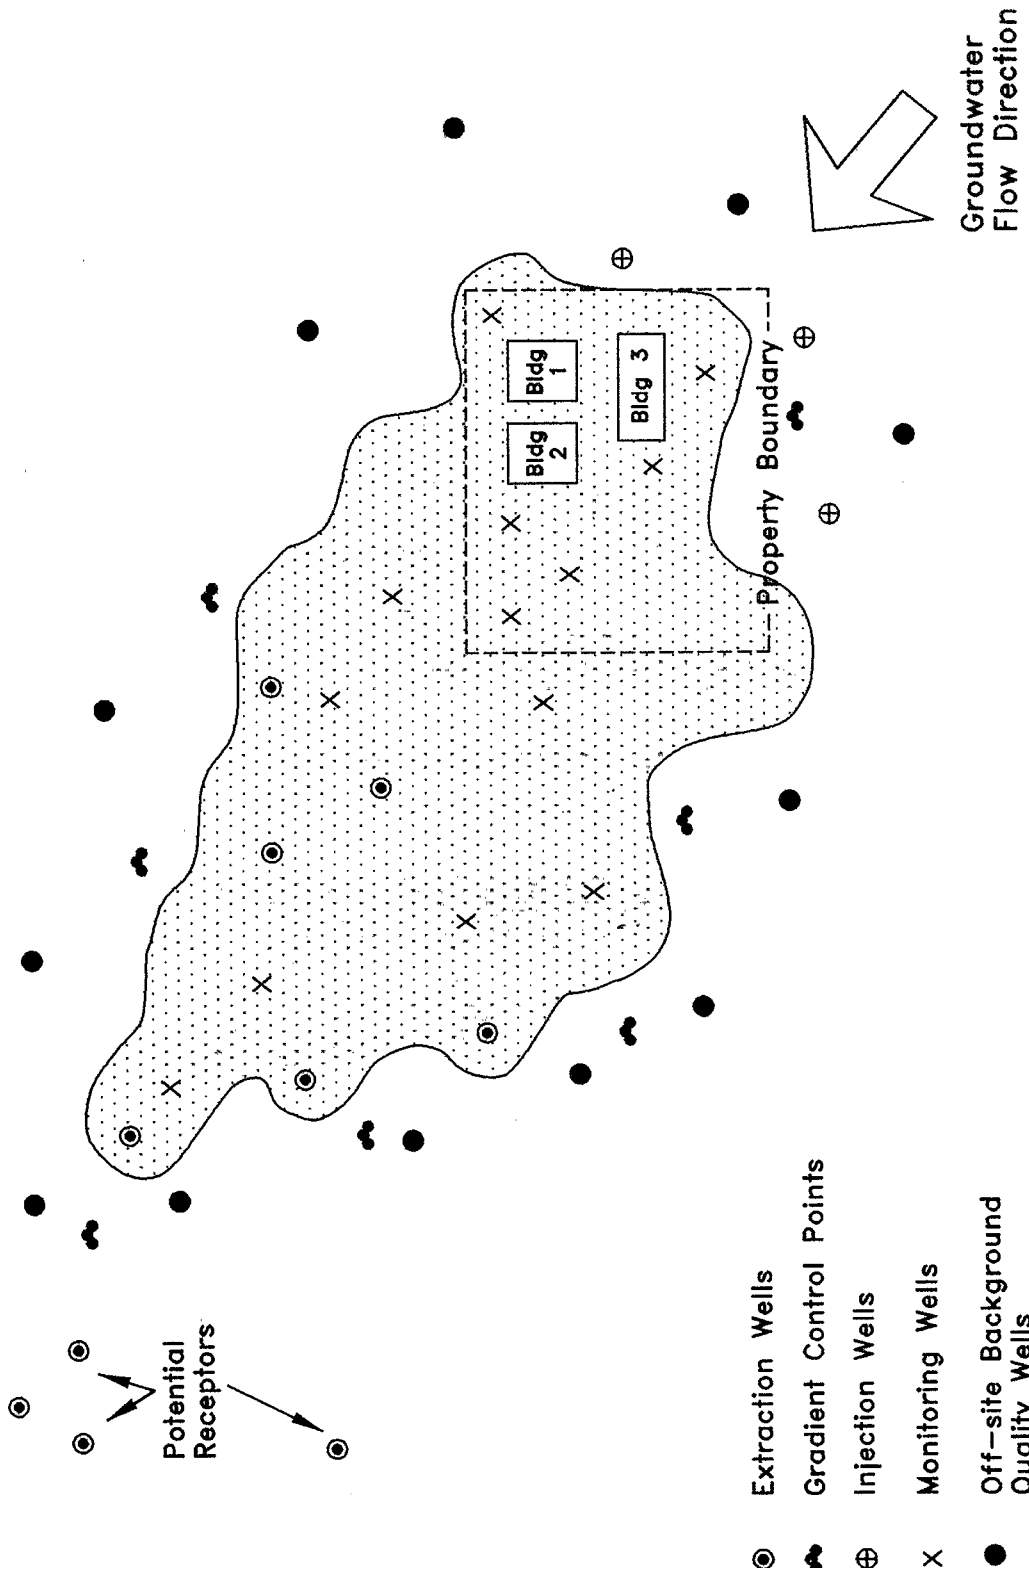 Groundwater
Flow Direction
Bldg
1
Bldg
2
Bldg 3
Property Boundary
Potential
Receptors
Extraction Wells
Gradient Control Points
Injection Wells
Monitoring Wells
Off-site Background
Quality Wells